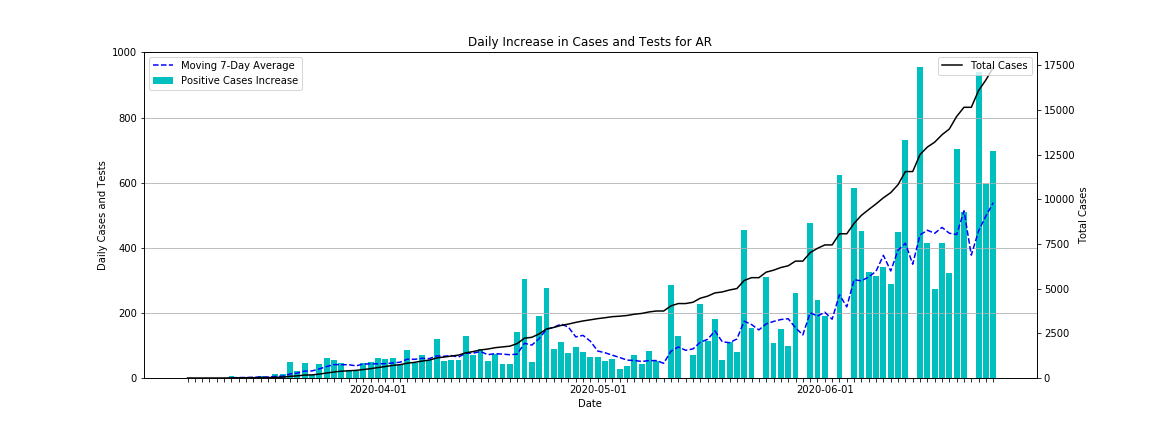 Daily Increase in Cases and Tests for AR
Moving 7-Day Average
Positive Cases Increase
Total Cases
1000
800
600
400
200
0
Daily Cases and Tests
17500
15000
12500
10000
7500
5000
2500
0
Total Cases
2020-04-01
2020-05-01
2020-06-01
Date